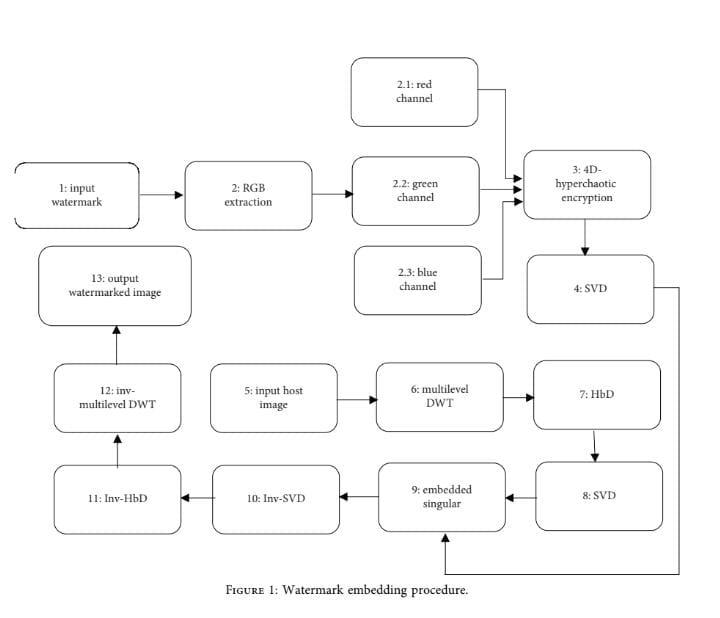 2.1: red
channel
1: input
watermark
2: RGB
extraction
2.2: green
channel
3: 4D-
hyperchaotic
encryption
2.3: blue
channel
4: SVD
13: output
watermarked image
12: inv-
multilevel DWT
5: input host
image
6: multilevel
DWT
7: HbD
11: Inv-HbD
10: Inv-SVD
9: embedded
singular
8: SVD
Figure 1: Watermark embedding procedure.